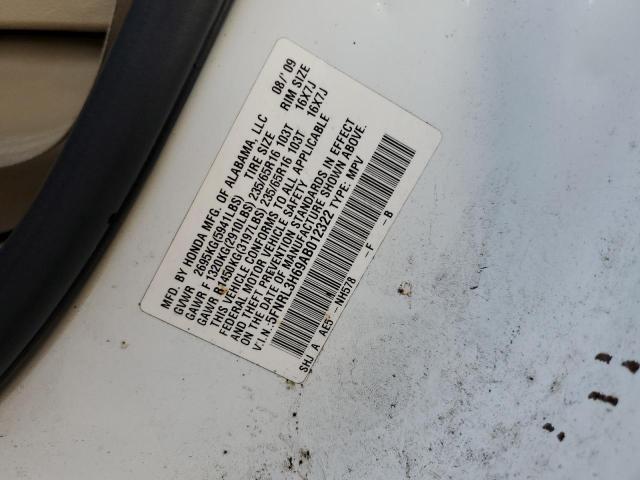 MFD. BY HONDA MFG. OF ALABAMA, LLC 08/'09
GVWR 2695KG(5941LBS) TIRE SIZE RIM SIZE
GAWR F 1320KG(2910LBS) 235/65R16 103T 16X7J
GAWR R 1450KG(3197LBS) 235/65R16 103T 16X7J
THIS VEHICLE CONFORMS TO ALL APPLICABLE
FEDERAL MOTOR VEHICLE SAFETY
AND THEFT PREVENTION STANDARDS IN EFFECT
ON THE DATE OF MANUFACTURE SHOWN ABOVE.
V.I.N.:5FNRL3H69AB012322 TYPE: MPV
SHJ A AE5 -NH578 -F -B